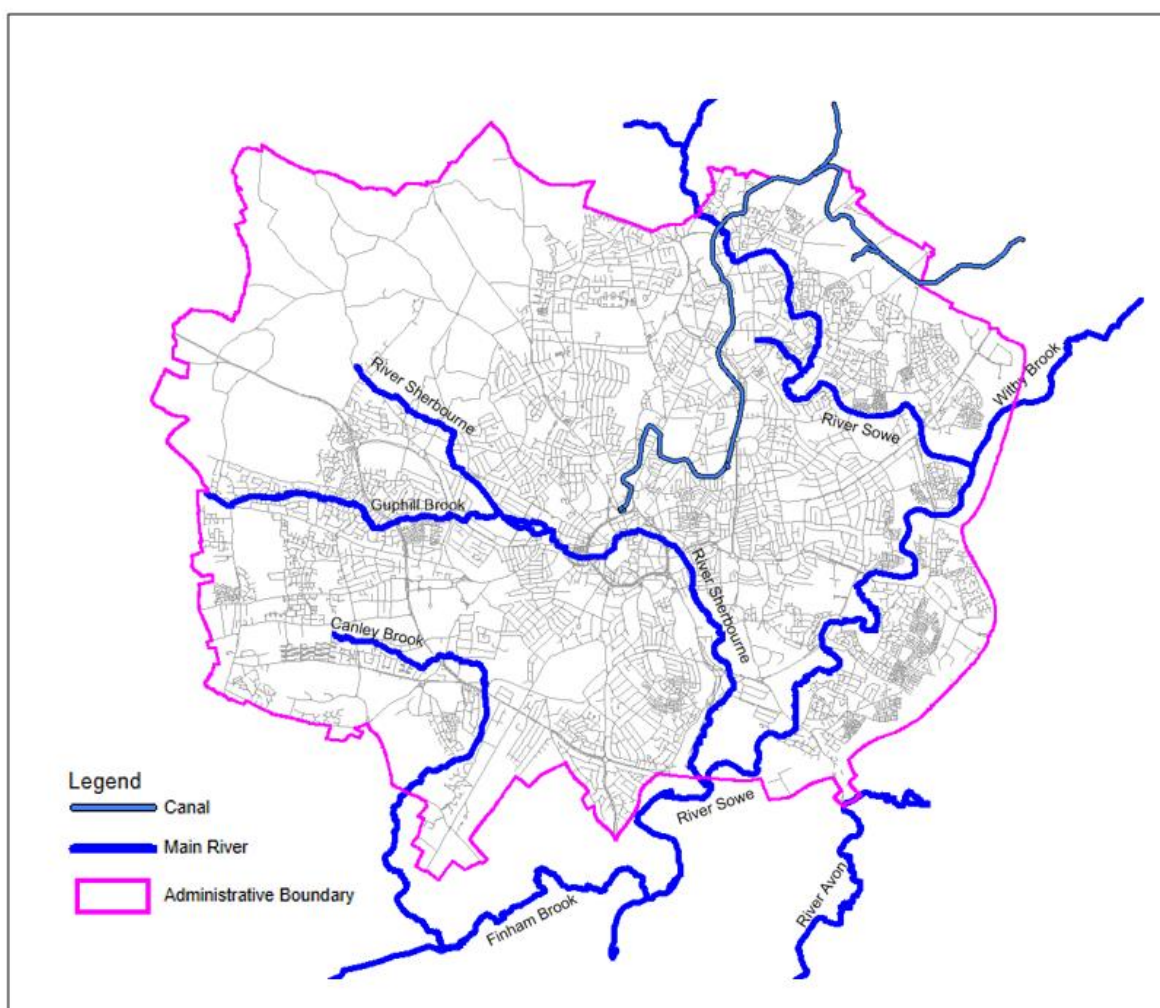 River Sherbourne
Withy Brook
River Sowe
Guphill Brook
River Sherbourne
Canley Brook
Legend
Canal
Main River
Administrative Boundary
River Sowe
River Avon
Finham Brook